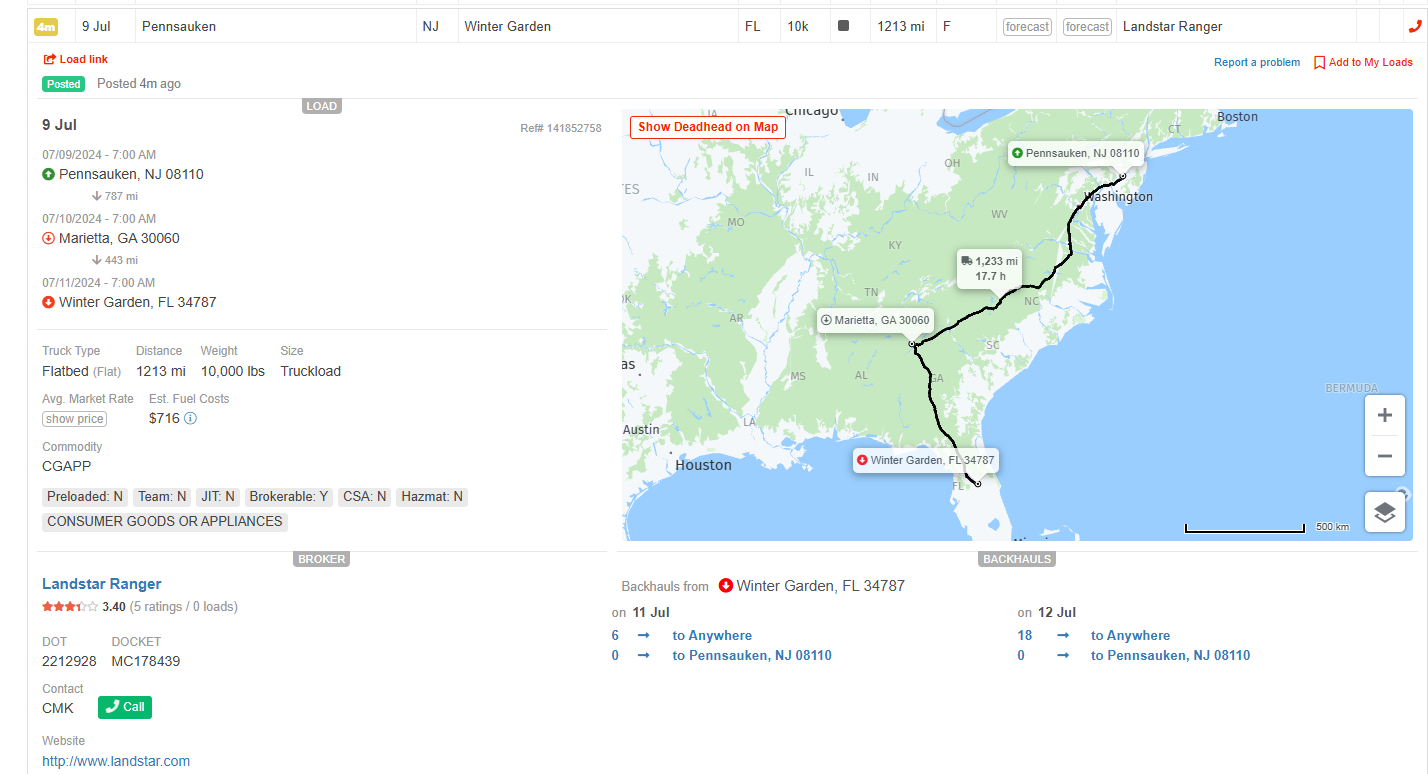 4m 9 Jul Pennsauken NJ Winter Garden FL 10k 1213 mi F forecast forecast Landstar Ranger
Load link
Report a problem Add to My Loads
Posted Posted 4m ago
LOAD
9 Jul
Ref# 141852758
07/09/2024 - 7:00 AM
Pennsauken, NJ 08110
787 mi
07/10/2024 - 7:00 AM
Marietta, GA 30060
443 mi
07/11/2024 - 7:00 AM
Winter Garden, FL 34787
Truck Type Distance Weight Size
Flatbed (Flat) 1213 mi 10,000 lbs Truckload
Avg. Market Rate Est. Fuel Costs
show price $716
Commodity
CGAPP
Preloaded: N Team: N JIT: N Brokerable: Y CSA: N Hazmat: N
CONSUMER GOODS OR APPLIANCES
Show Deadhead on Map
IA
Chicago
Boston
CT
Pennsauken, NJ 08110
OH
IL
IN
TES
Washington
MO
WV
KY
1,233 mi
17.7 h
TN
NC
OK
AR
Marietta, GA 30060
SC
as
MS
AL
GA
BERMUDA
LA
Austin
Houston
Winter Garden, FL 34787
FL
+
−
500 km
BROKER
Landstar Ranger
3.40 (5 ratings / 0 loads)
DOT DOCKET
2212928 MC178439
Contact
CMK Call
Website
http://www.landstar.com
BACKHAULS
Backhauls from Winter Garden, FL 34787
on 11 Jul
6 → to Anywhere
0 → to Pennsauken, NJ 08110
on 12 Jul
18 → to Anywhere
0 → to Pennsauken, NJ 08110